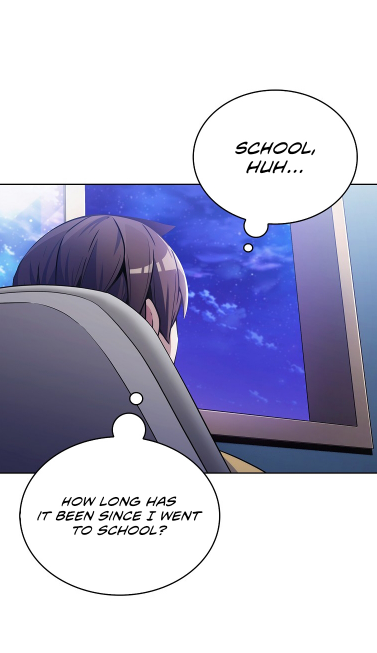 SCHOOL,
HUH...
HOW LONG HAS
IT BEEN SINCE I WENT
TO SCHOOL?